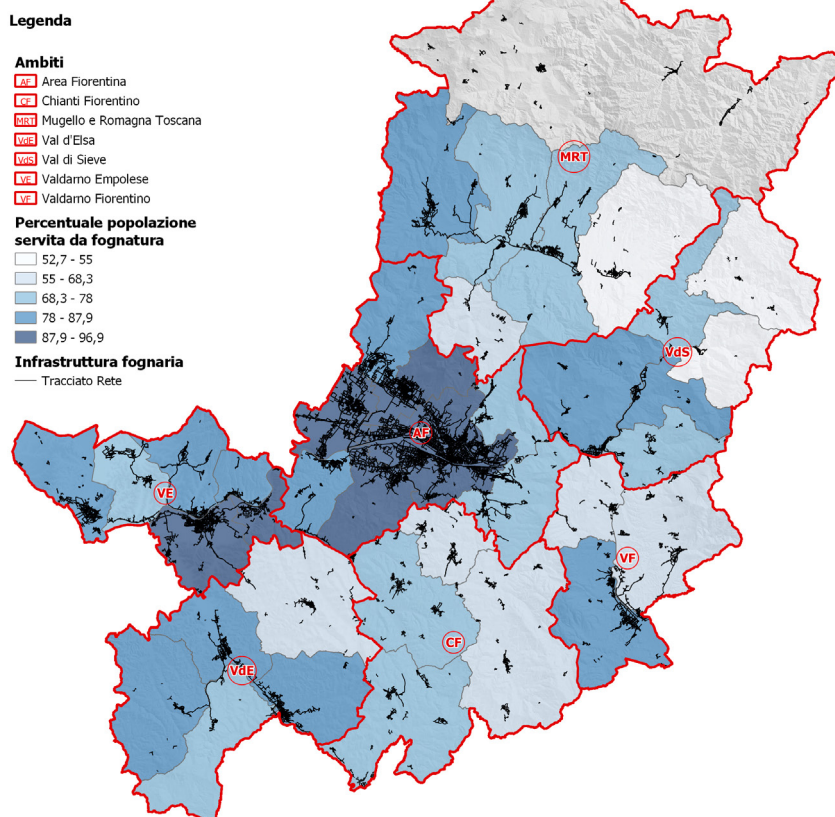 Legenda
Ambiti
AF Area Fiorentina
CF Chianti Fiorentino
MRT Mugello e Romagna Toscana
VdE Val d'Elsa
VdS Val di Sieve
VE Valdarno Empolese
VF Valdarno Fiorentino
Percentuale popolazione
servita da fognatura
52,7 - 55
55 - 68,3
68,3 - 78
78 - 87,9
87,9 - 96,9
Infrastruttura fognaria
Tracciato Rete
MRT
VdS
AF
VE
VF
CF
VdE